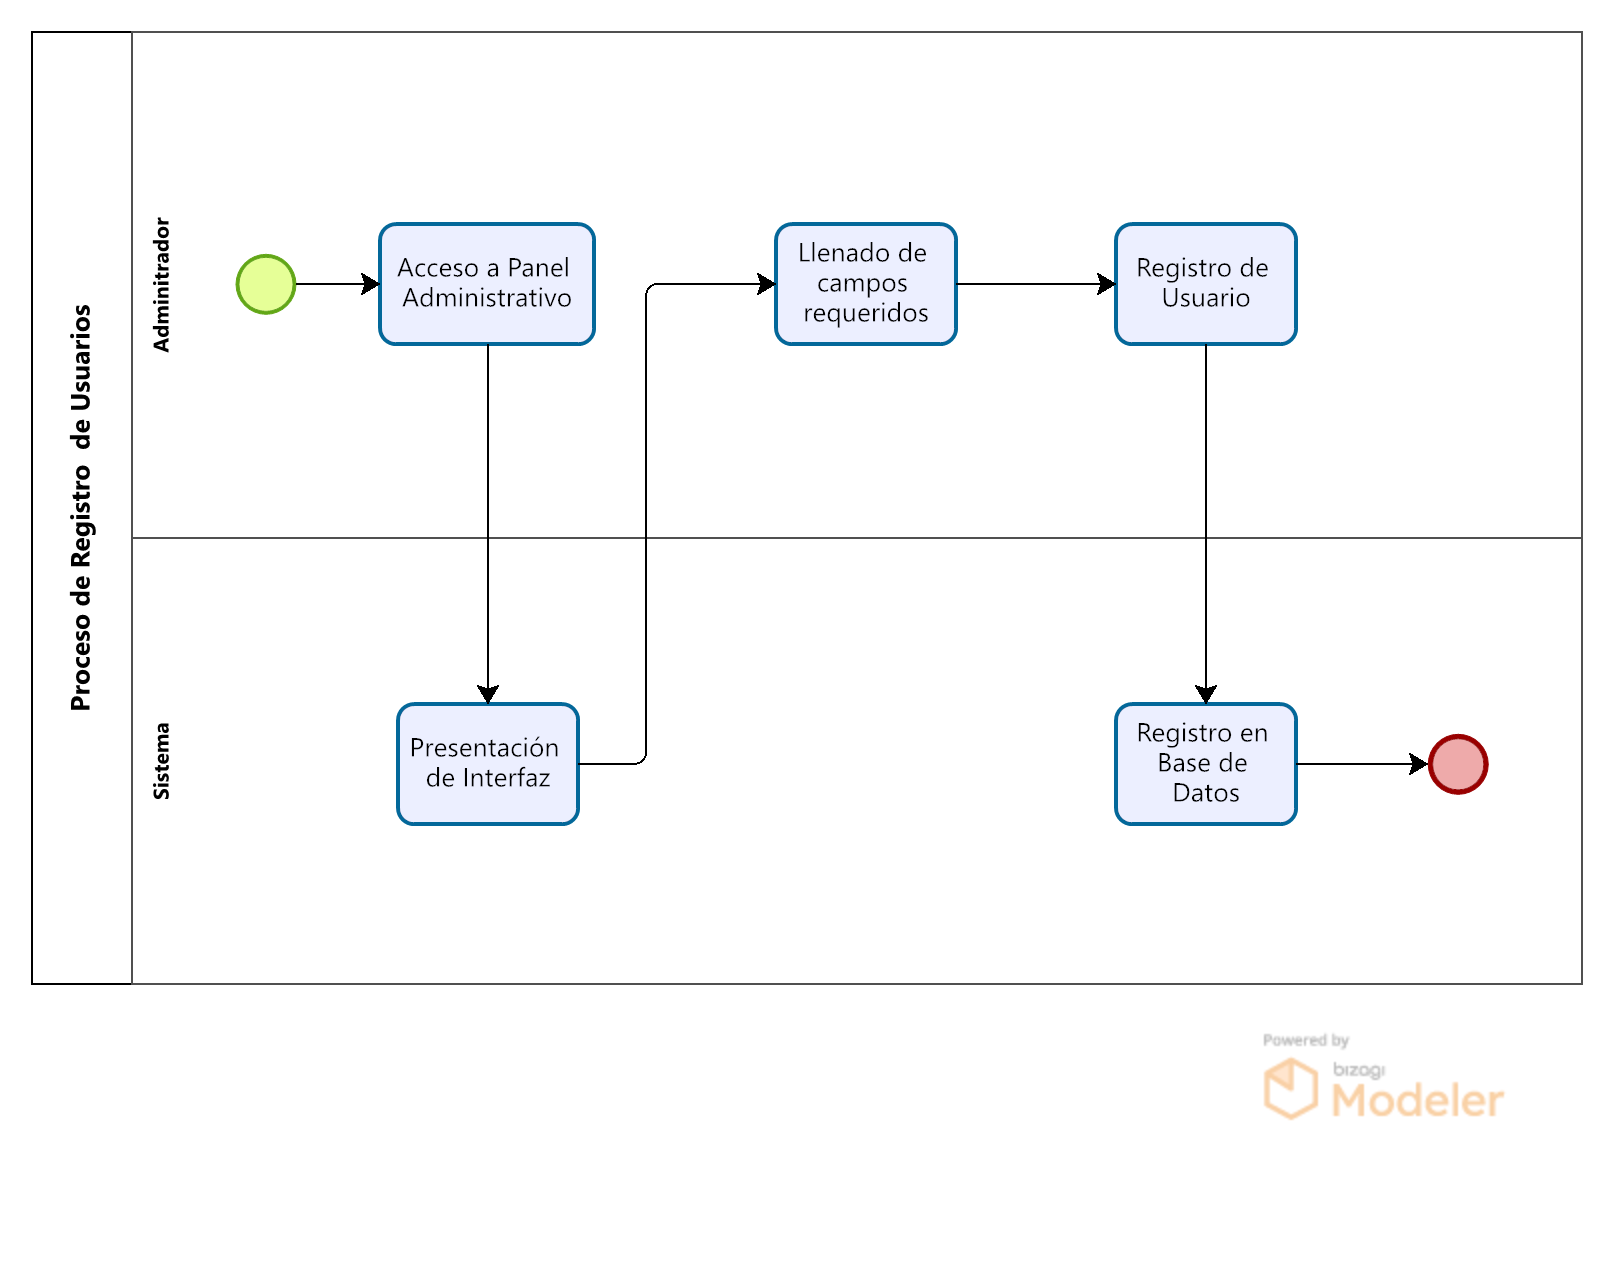 Proceso de Registro  de Usuarios
Adminitrador
Acceso a Panel
Administrativo
Llenado de
campos
requeridos
Registro de
Usuario
Sistema
Presentación
de Interfaz
Registro en
Base de
Datos
Powered by
bizagi
Modeler